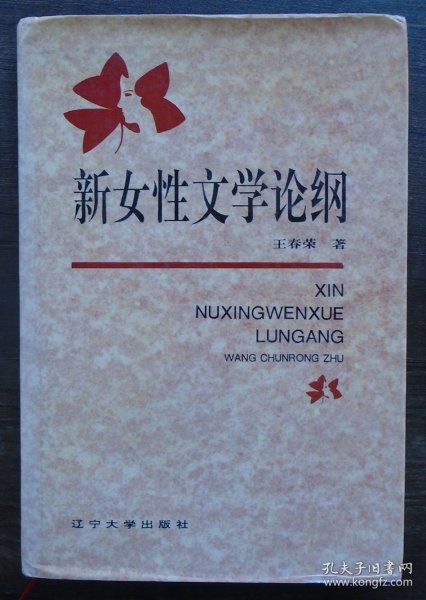 新女性文学论纲
王春荣 著
XIN
NUXINGWENXUE
LUNGANG
WANG CHUNRONG ZHU
辽宁大学出版社
孔夫子旧书网
www.kongfz.com